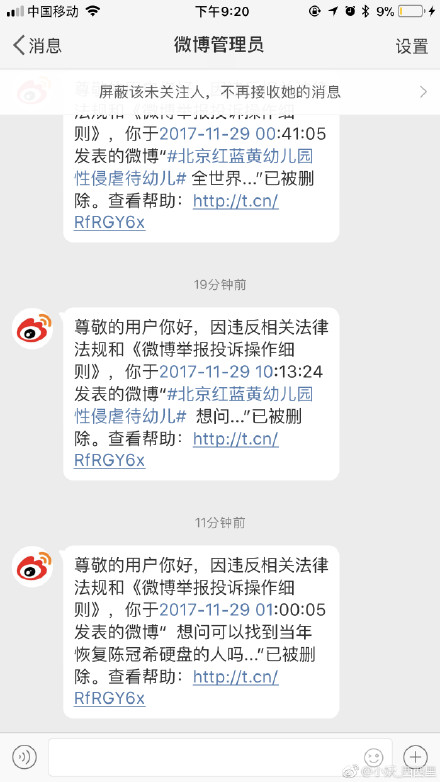 中国移动 下午9:20 9%
消息 微博管理员 设置
屏蔽该未关注人，不再接收她的消息
法规和《微博举报投诉操作细
则》，你于2017-11-29 00:41:05
发表的微博“#北京红蓝黄幼儿园
性侵虐待幼儿# 全世界...”已被删
除。查看帮助：http://t.cn/
RfRGY6x
19分钟前
尊敬的用户你好，因违反相关法律
法规和《微博举报投诉操作细
则》，你于2017-11-29 10:13:24
发表的微博“#北京红蓝黄幼儿园
性侵虐待幼儿# 想问...”已被删
除。查看帮助：http://t.cn/
RfRGY6x
11分钟前
尊敬的用户你好，因违反相关法律
法规和《微博举报投诉操作细
则》，你于2017-11-29 01:00:05
发表的微博“ 想问可以找到当年
恢复陈冠希硬盘的人吗...”已被删
除。查看帮助：http://t.cn/
RfRGY6x